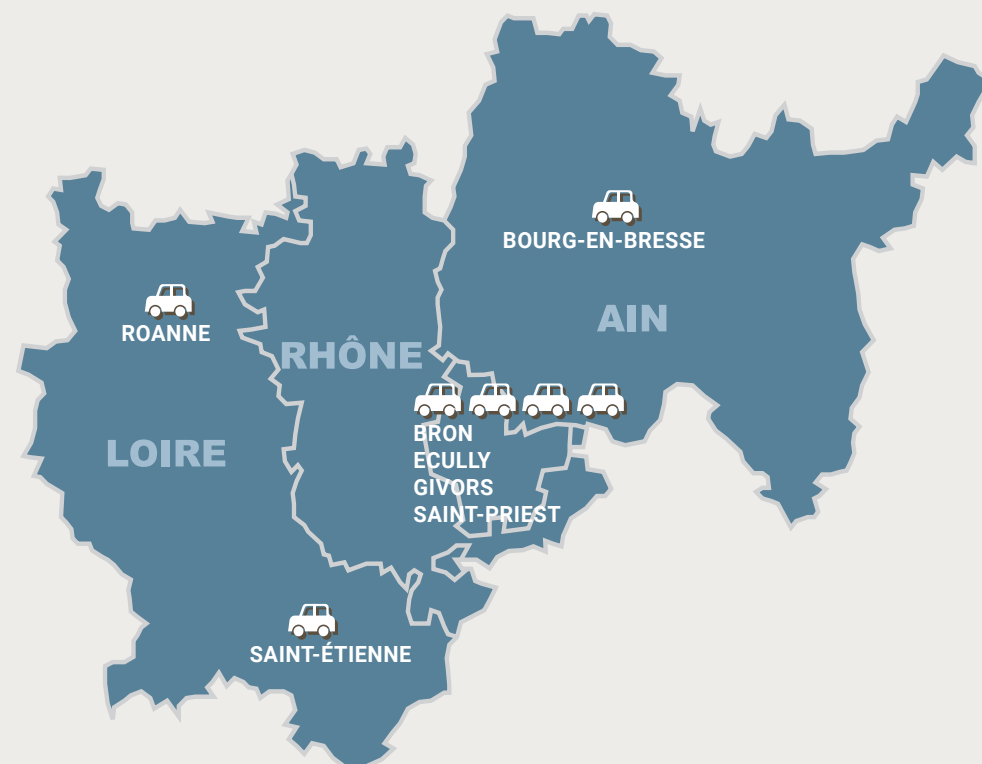 BOURG-EN-BRESSE
AIN
ROANNE
RHÔNE
LOIRE
BRON
ECULLY
GIVORS
SAINT-PRIEST
SAINT-ÉTIENNE